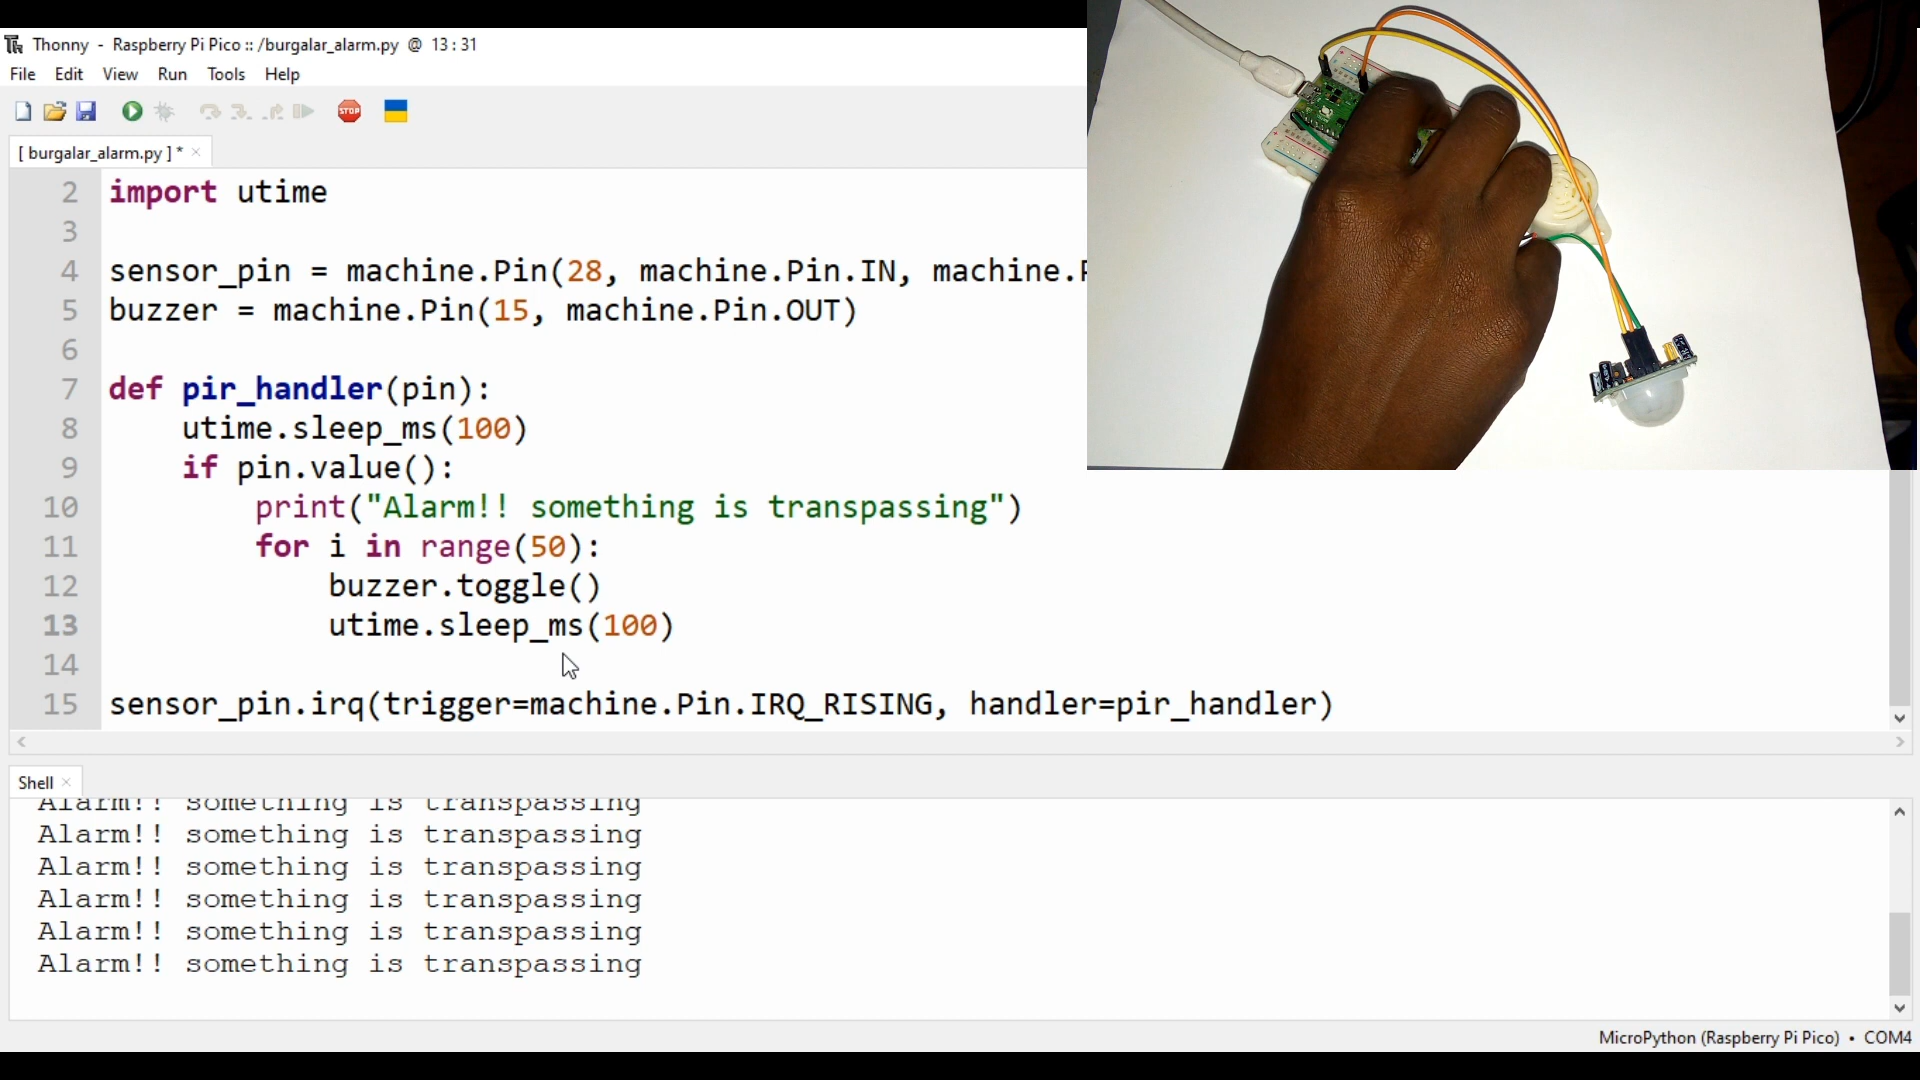 Thonny - Raspberry Pi Pico :: /burgalar_alarm.py @ 13:31
File Edit View Run Tools Help
STOP
[ burgalar_alarm.py ] *
2 import utime
3
4 sensor_pin = machine.Pin(28, machine.Pin.IN, machine.
5 buzzer = machine.Pin(15, machine.Pin.OUT)
6
7 def pir_handler(pin):
8 utime.sleep_ms(100)
9 if pin.value():
10 print("Alarm!! something is transpassing")
11 for i in range(50):
12 buzzer.toggle()
13 utime.sleep_ms(100)
14
15 sensor_pin.irq(trigger=machine.Pin.IRQ_RISING, handler=pir_handler)
Shell
Alarm!! something is transpassing
Alarm!! something is transpassing
Alarm!! something is transpassing
Alarm!! something is transpassing
Alarm!! something is transpassing
Alarm!! something is transpassing
MicroPython (Raspberry Pi Pico) • COM4